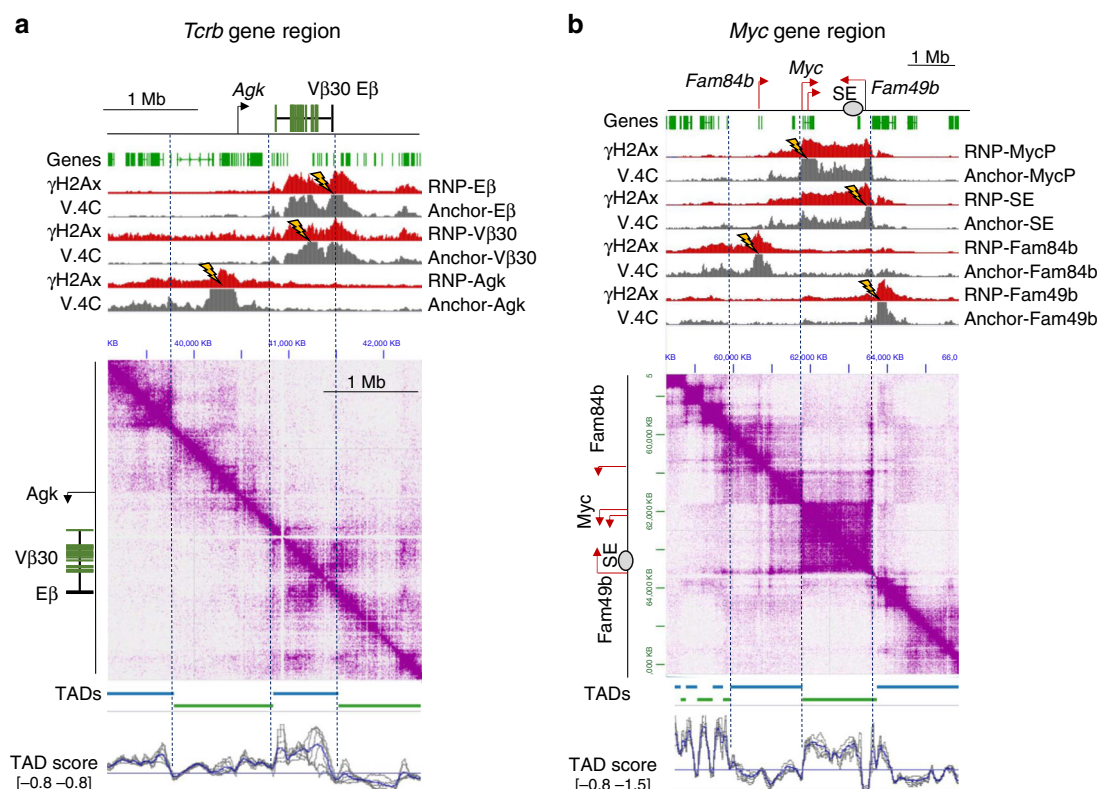 a
Tcrb gene region
1 Mb
Agk
Vβ30 Eβ
Genes
γH2Ax
RNP-Eβ
V.4C
Anchor-Eβ
γH2Ax
RNP-Vβ30
V.4C
Anchor-Vβ30
γH2Ax
RNP-Agk
V.4C
Anchor-Agk
KB
40,000 KB
41,000 KB
42,000 KB
1 Mb
Agk
Vβ30
Eβ
TADs
TAD score
[–0.8 –0.8]
b
Myc gene region
1 Mb
Fam84b
Myc
SE
Fam49b
Genes
γH2Ax
RNP-MycP
V.4C
Anchor-MycP
γH2Ax
RNP-SE
V.4C
Anchor-SE
γH2Ax
RNP-Fam84b
V.4C
Anchor-Fam84b
γH2Ax
RNP-Fam49b
V.4C
Anchor-Fam49b
KB
60,000 KB
62,000 KB
64,000 KB
66,0
5
60,000 KB
62,000 KB
64,000 KB
,000 KB
Fam84b
Myc
SE
Fam49b
TADs
TAD score
[–0.8 –1.5]